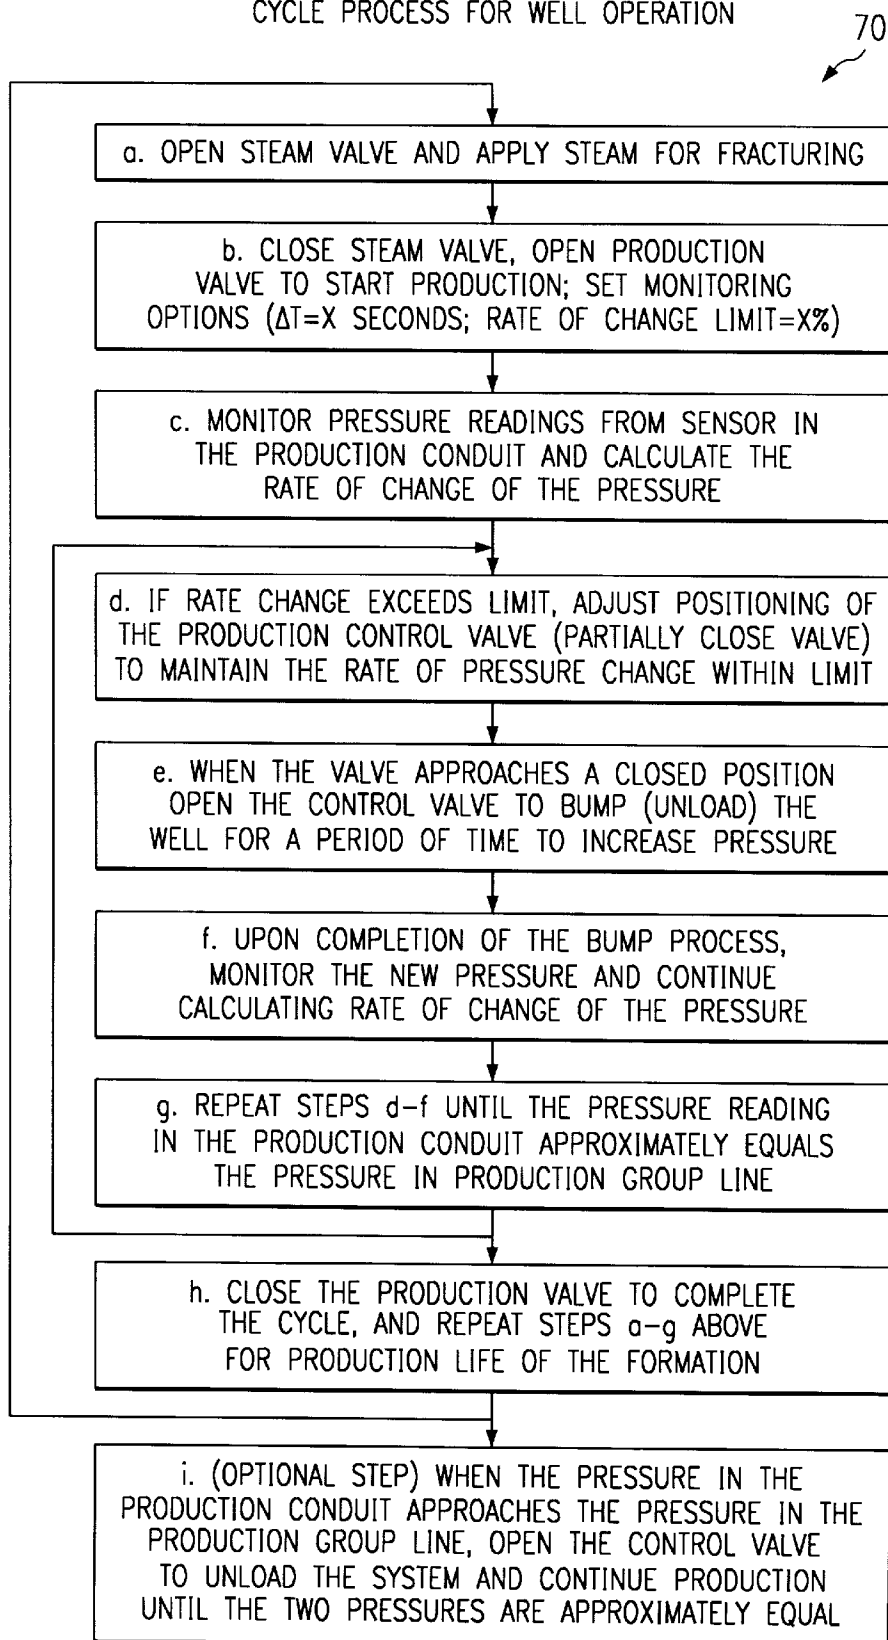 CYCLE PROCESS FOR WELL OPERATION
70
a. OPEN STEAM VALVE AND APPLY STEAM FOR FRACTURING
b. CLOSE STEAM VALVE, OPEN PRODUCTION
VALVE TO START PRODUCTION; SET MONITORING
OPTIONS (ΔT=X SECONDS; RATE OF CHANGE LIMIT=X%)
c. MONITOR PRESSURE READINGS FROM SENSOR IN
THE PRODUCTION CONDUIT AND CALCULATE THE
RATE OF CHANGE OF THE PRESSURE
d. IF RATE CHANGE EXCEEDS LIMIT, ADJUST POSITIONING OF
THE PRODUCTION CONTROL VALVE (PARTIALLY CLOSE VALVE)
TO MAINTAIN THE RATE OF PRESSURE CHANGE WITHIN LIMIT
e. WHEN THE VALVE APPROACHES A CLOSED POSITION
OPEN THE CONTROL VALVE TO BUMP (UNLOAD) THE
WELL FOR A PERIOD OF TIME TO INCREASE PRESSURE
f. UPON COMPLETION OF THE BUMP PROCESS,
MONITOR THE NEW PRESSURE AND CONTINUE
CALCULATING RATE OF CHANGE OF THE PRESSURE
g. REPEAT STEPS d-f UNTIL THE PRESSURE READING
IN THE PRODUCTION CONDUIT APPROXIMATELY EQUALS
THE PRESSURE IN PRODUCTION GROUP LINE
h. CLOSE THE PRODUCTION VALVE TO COMPLETE
THE CYCLE, AND REPEAT STEPS a-g ABOVE
FOR PRODUCTION LIFE OF THE FORMATION
i. (OPTIONAL STEP) WHEN THE PRESSURE IN THE
PRODUCTION CONDUIT APPROACHES THE PRESSURE IN THE
PRODUCTION GROUP LINE, OPEN THE CONTROL VALVE
TO UNLOAD THE SYSTEM AND CONTINUE PRODUCTION
UNTIL THE TWO PRESSURES ARE APPROXIMATELY EQUAL